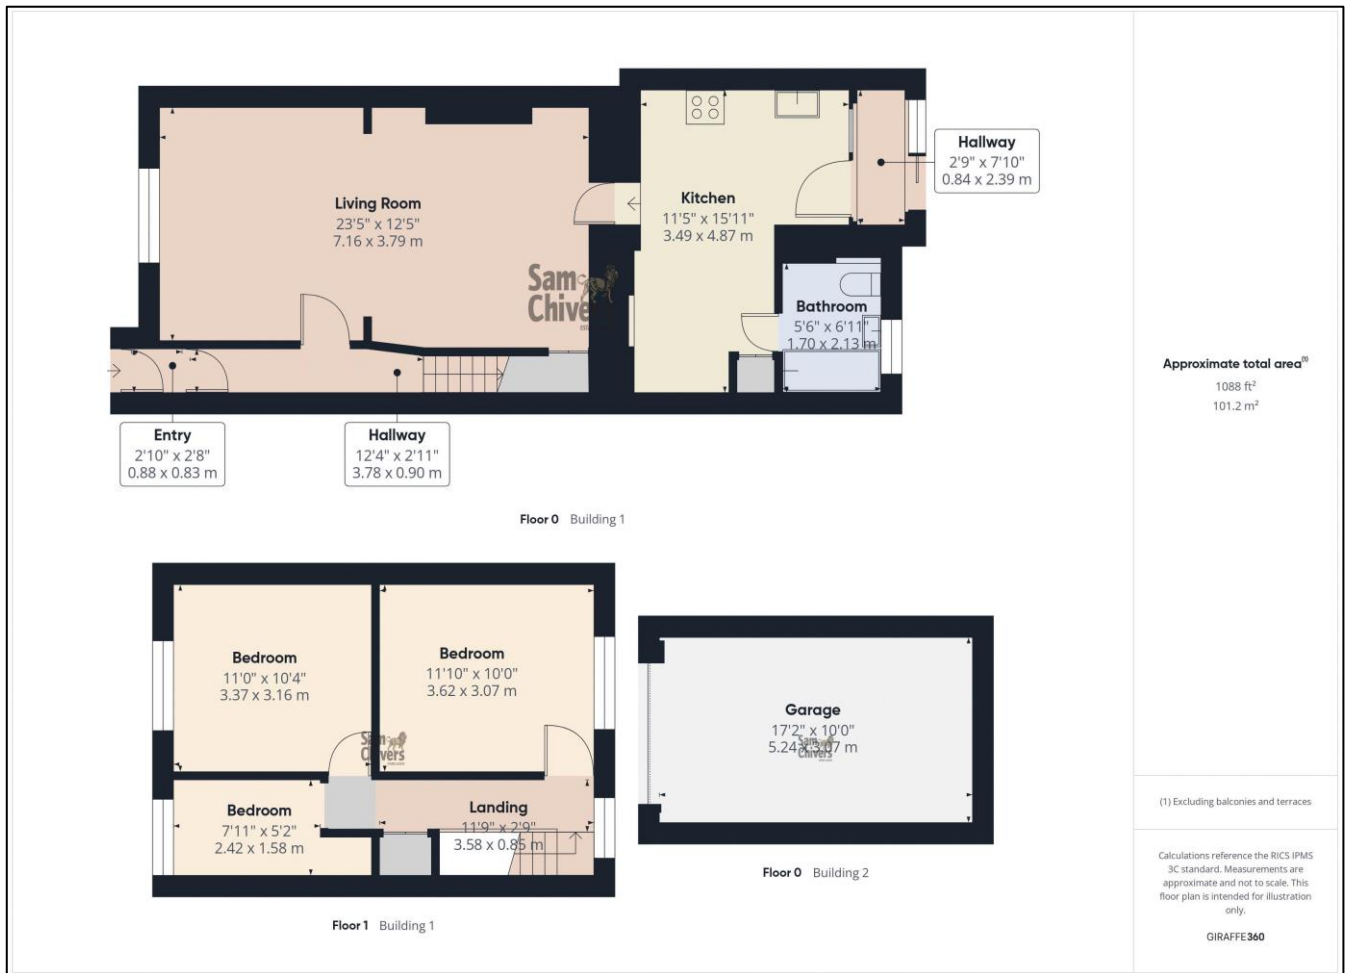 Living Room
23'5" x 12'5"
7.16 x 3.79 m
Kitchen
11'5" x 15'11"
3.49 x 4.87 m
Hallway
2'9" x 7'10"
0.84 x 2.39 m
Sam
Chive
Bathroom
5'6" x 6'11"
1.70 x 2.13 m
Entry
2'10" x 2'8"
0.88 x 0.83 m
Hallway
12'4" x 2'11"
3.78 x 0.90 m
Floor 0 Building 1
Bedroom
11'0" x 10'4"
3.37 x 3.16 m
Bedroom
11'10" x 10'0"
3.62 x 3.07 m
Sam
Chivers
Bedroom
7'11" x 5'2"
2.42 x 1.58 m
Landing
11'9" x 2'9"
3.58 x 0.85 m
Floor 1 Building 1
Garage
17'2" x 10'0"
5.24 x 3.07 m
Sam
Chivers
Floor 0 Building 2
Approximate total area(1)
1088 ft²
101.2 m²
(1) Excluding balconies and terraces
Calculations reference the RICS IPMS
3C standard. Measurements are
approximate and not to scale. This
floor plan is intended for illustration
only.
GIRAFFE360